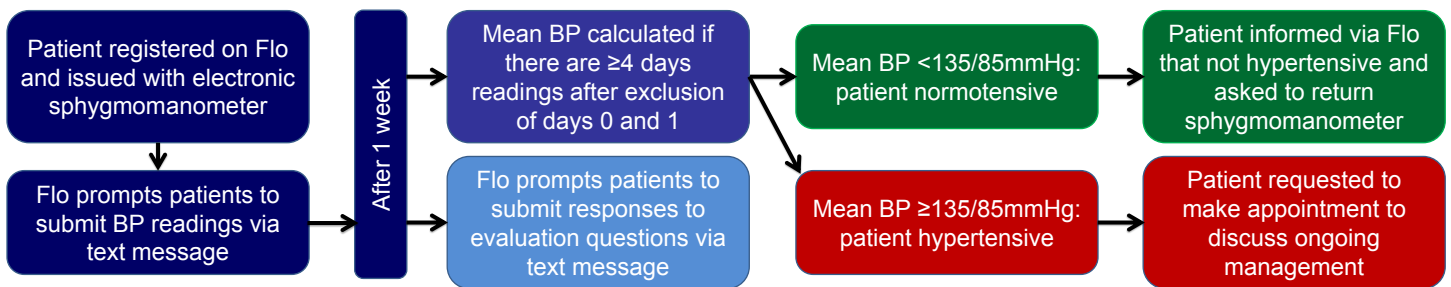 Patient registered on Flo
and issued with electronic
sphygmomanometer
Flo prompts patients to
submit BP readings via
text message
After 1 week
Mean BP calculated if
there are ≥4 days
readings after exclusion
of days 0 and 1
Flo prompts patients to
submit responses to
evaluation questions via
text message
Mean BP <135/85mmHg:
patient normotensive
Mean BP ≥135/85mmHg:
patient hypertensive
Patient informed via Flo
that not hypertensive and
asked to return
sphygmomanometer
Patient requested to
make appointment to
discuss ongoing
management